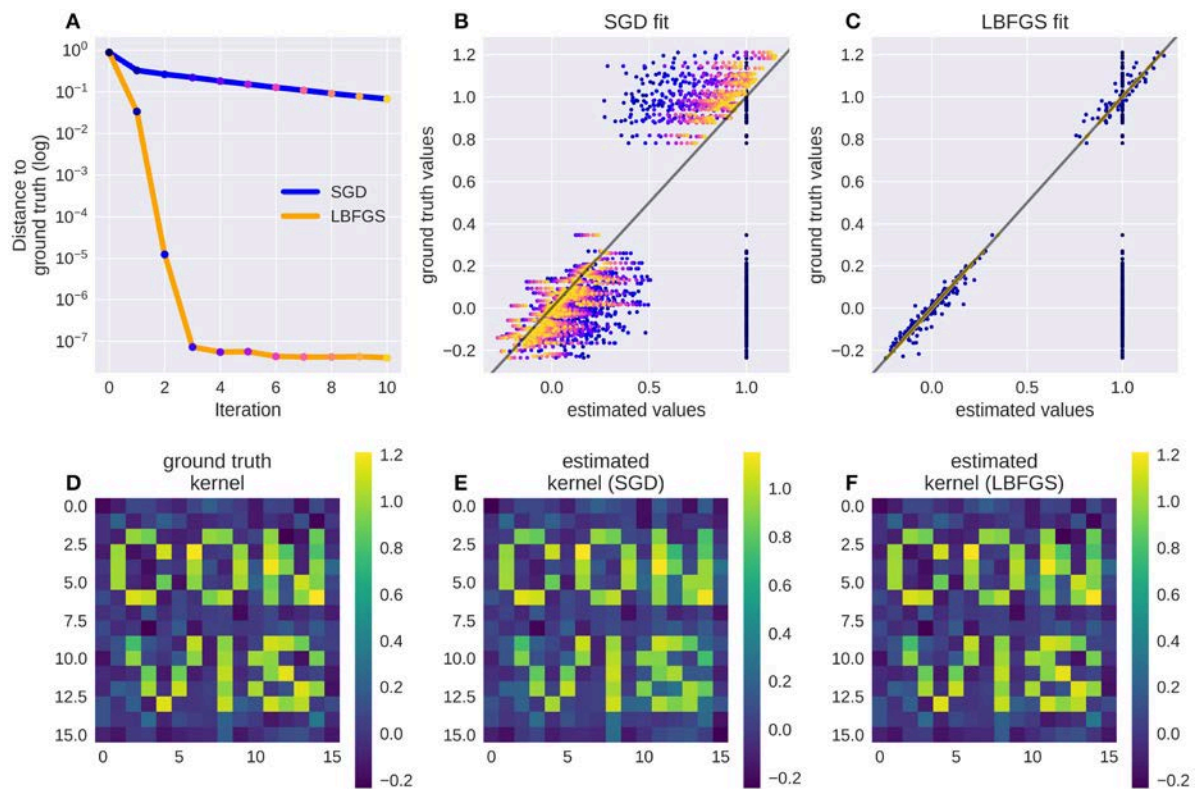 A
Distance to
ground truth (log)
10^0
10^-1
10^-2
10^-3
10^-4
10^-5
10^-6
10^-7
SGD
LBFGS
0 2 4 6 8 10
Iteration
B
SGD fit
ground truth values
1.2
1.0
0.8
0.6
0.4
0.2
0.0
−0.2
0.0 0.5 1.0
estimated values
C
LBFGS fit
ground truth values
1.2
1.0
0.8
0.6
0.4
0.2
0.0
−0.2
0.0 0.5 1.0
estimated values
D
ground truth
kernel
0.0
2.5
5.0
7.5
10.0
12.5
15.0
CON
VIS
0 5 10 15
1.2
1.0
0.8
0.6
0.4
0.2
0.0
−0.2
E
estimated
kernel (SGD)
0.0
2.5
5.0
7.5
10.0
12.5
15.0
CON
VIS
0 5 10 15
1.0
0.8
0.6
0.4
0.2
0.0
−0.2
F
estimated
kernel (LBFGS)
0.0
2.5
5.0
7.5
10.0
12.5
15.0
CON
VIS
0 5 10 15
1.2
1.0
0.8
0.6
0.4
0.2
0.0
−0.2